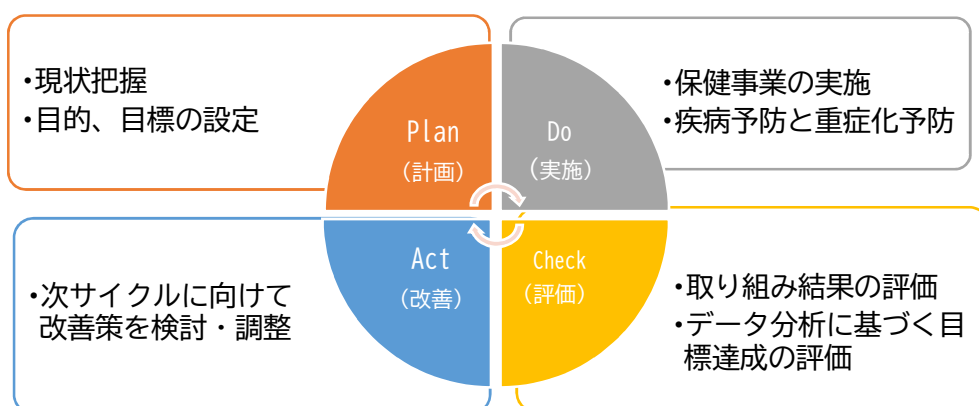 ・現状把握
・目的、目標の設定
Plan
（計画）
Do
（実施）
・保健事業の実施
・疾病予防と重症化予防
・次サイクルに向けて
改善策を検討・調整
Act
（改善）
Check
（評価）
・取り組み結果の評価
・データ分析に基づく目
標達成の評価